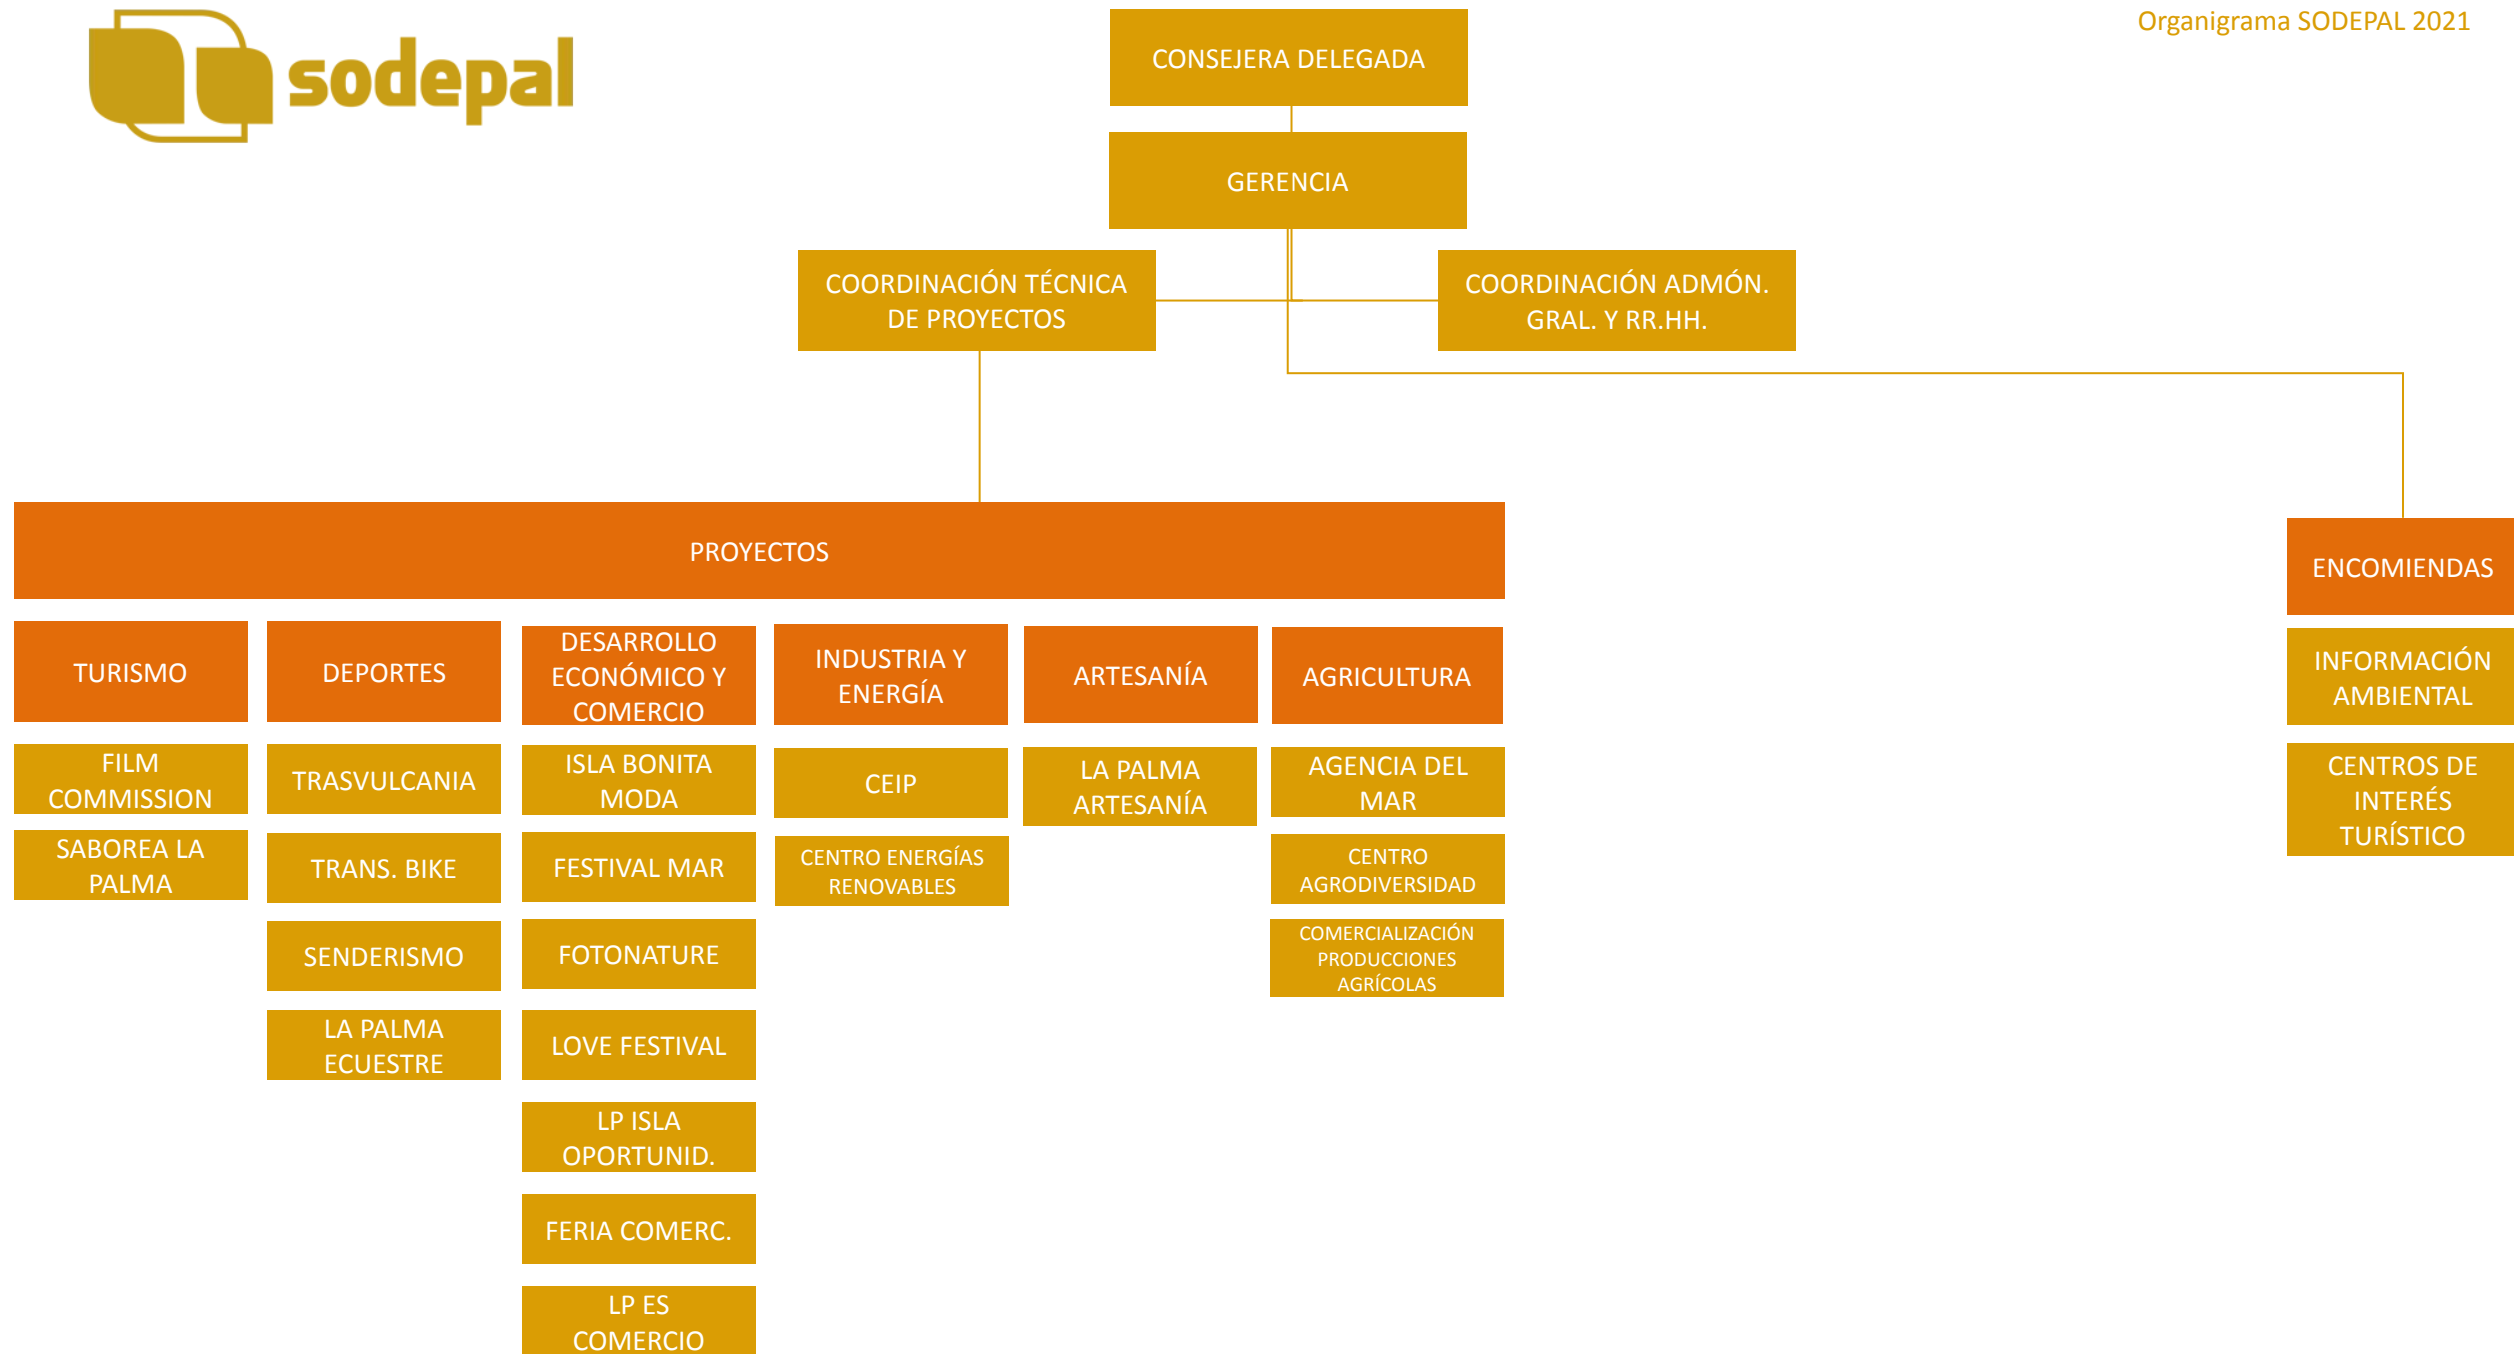 sodepal
Organigrama SODEPAL 2021
CONSEJERA DELEGADA
GERENCIA
COORDINACIÓN TÉCNICA
DE PROYECTOS
COORDINACIÓN ADMÓN.
GRAL. Y RR.HH.
PROYECTOS
TURISMO
FILM
COMMISSION
SABOREA LA
PALMA
DEPORTES
TRASVULCANIA
TRANS. BIKE
SENDERISMO
LA PALMA
ECUESTRE
DESARROLLO
ECONÓMICO Y
COMERCIO
ISLA BONITA
MODA
FESTIVAL MAR
FOTONATURE
LOVE FESTIVAL
LP ISLA
OPORTUNID.
FERIA COMERC.
LP ES
COMERCIO
INDUSTRIA Y
ENERGÍA
CEIP
CENTRO ENERGÍAS
RENOVABLES
ARTESANÍA
LA PALMA
ARTESANÍA
AGRICULTURA
AGENCIA DEL
MAR
CENTRO
AGRODIVERSIDAD
COMERCIALIZACIÓN
PRODUCCIONES
AGRÍCOLAS
ENCOMIENDAS
INFORMACIÓN
AMBIENTAL
CENTROS DE
INTERÉS
TURÍSTICO